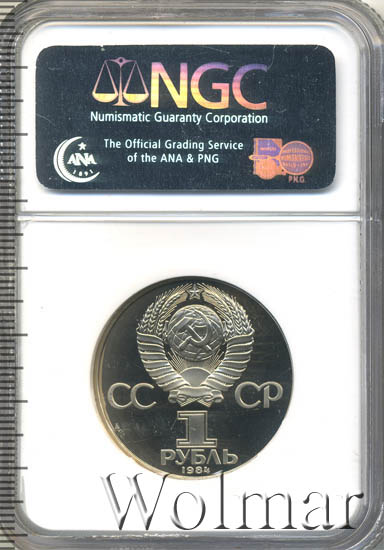 NGC
Numismatic Guaranty Corporation
The Official Grading Service
of the ANA & PNG
ANA
1891
P.N.G.
СС СР
1
РУБЛЬ
1984
Wolmar